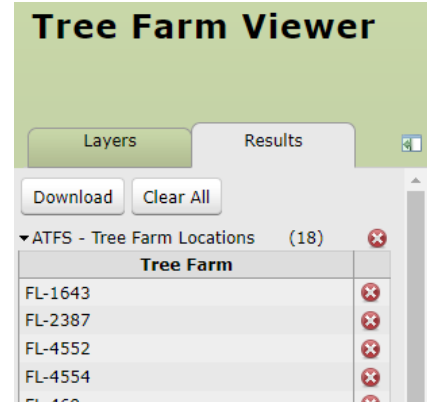 Tree Farm Viewer
Layers Results
Download Clear All
ATFS - Tree Farm Locations (18)
Tree Farm
FL-1643
FL-2387
FL-4552
FL-4554